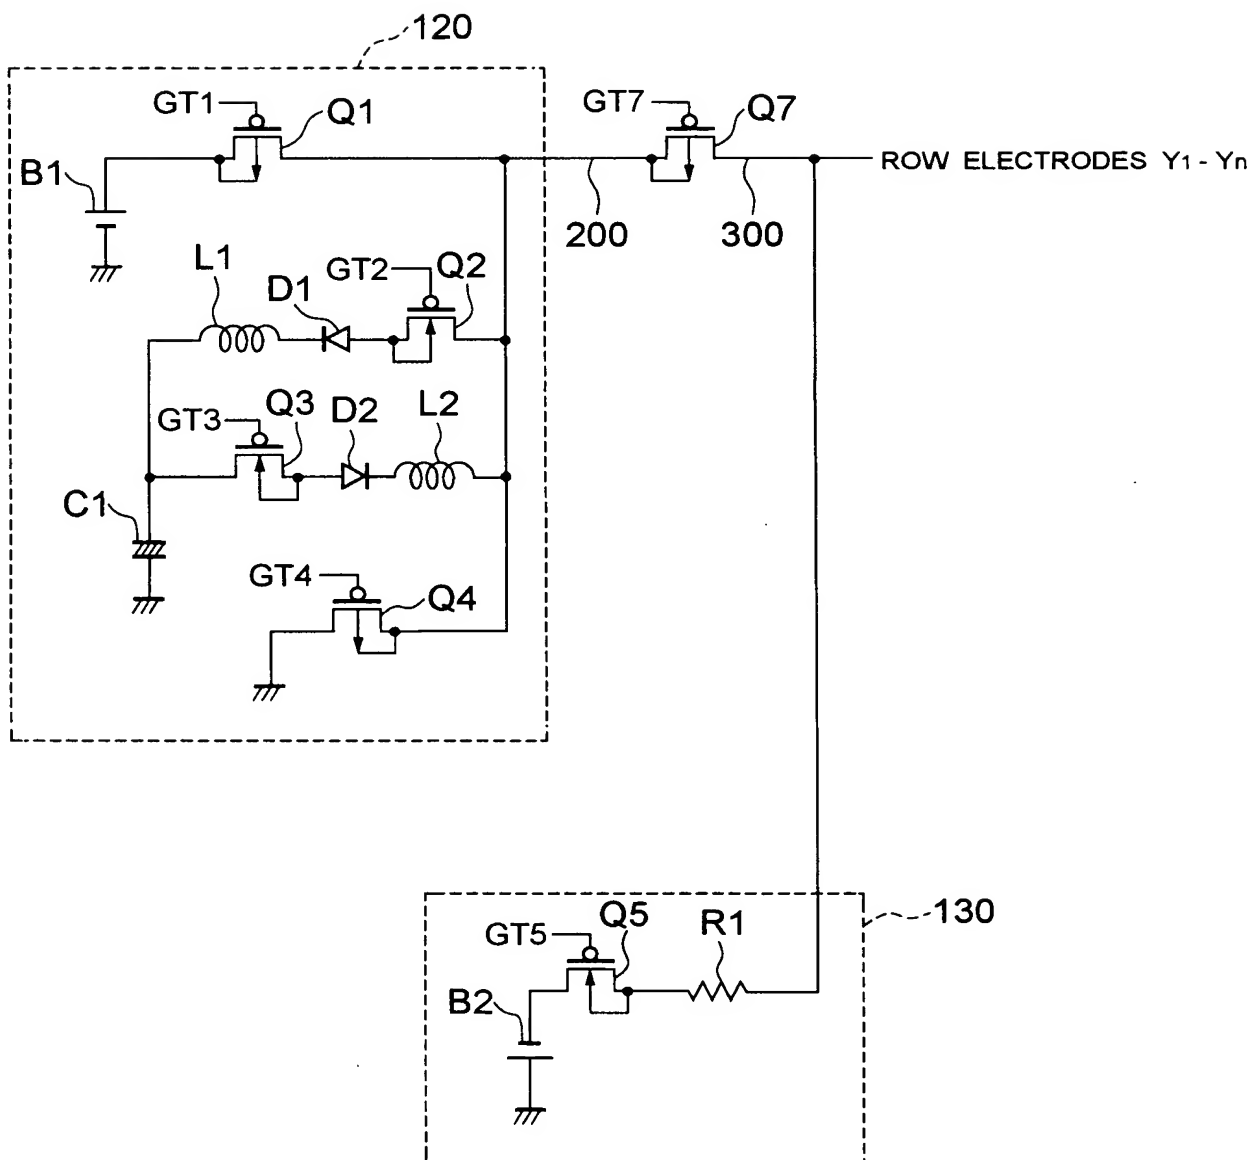 120
GT1
Q1
GT7
Q7
B1
ROW ELECTRODES Y1 - Yn
200
300
L1
D1
GT2
Q2
GT3
Q3
D2
L2
C1
GT4
Q4
130
GT5
Q5
R1
B2